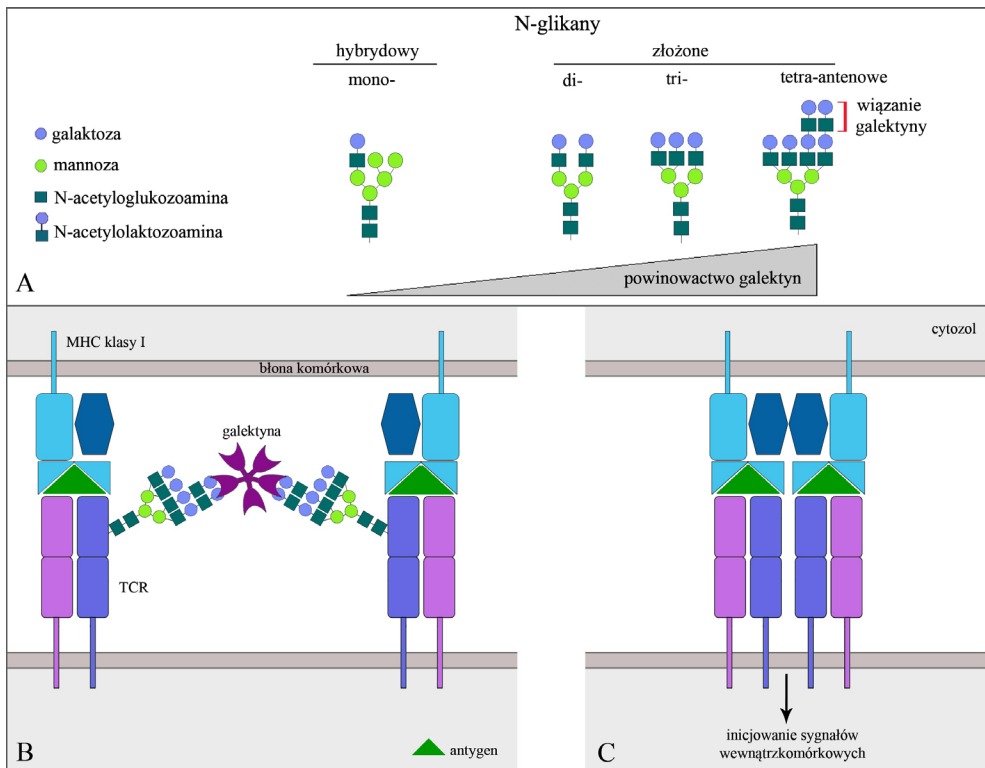 N-glikany
hybrydowy
złożone
mono-
di-
tri-
tetra-antenowe
wiązanie
galektyny
galaktoza
mannoza
N-acetyloglukozoamina
N-acetylolaktozoamina
powinowactwo galektyn
A
MHC klasy I
błona komórkowa
galektyna
TCR
B
antygen
cytozol
inicjowanie sygnałów
wewnątrzkomórkowych
C